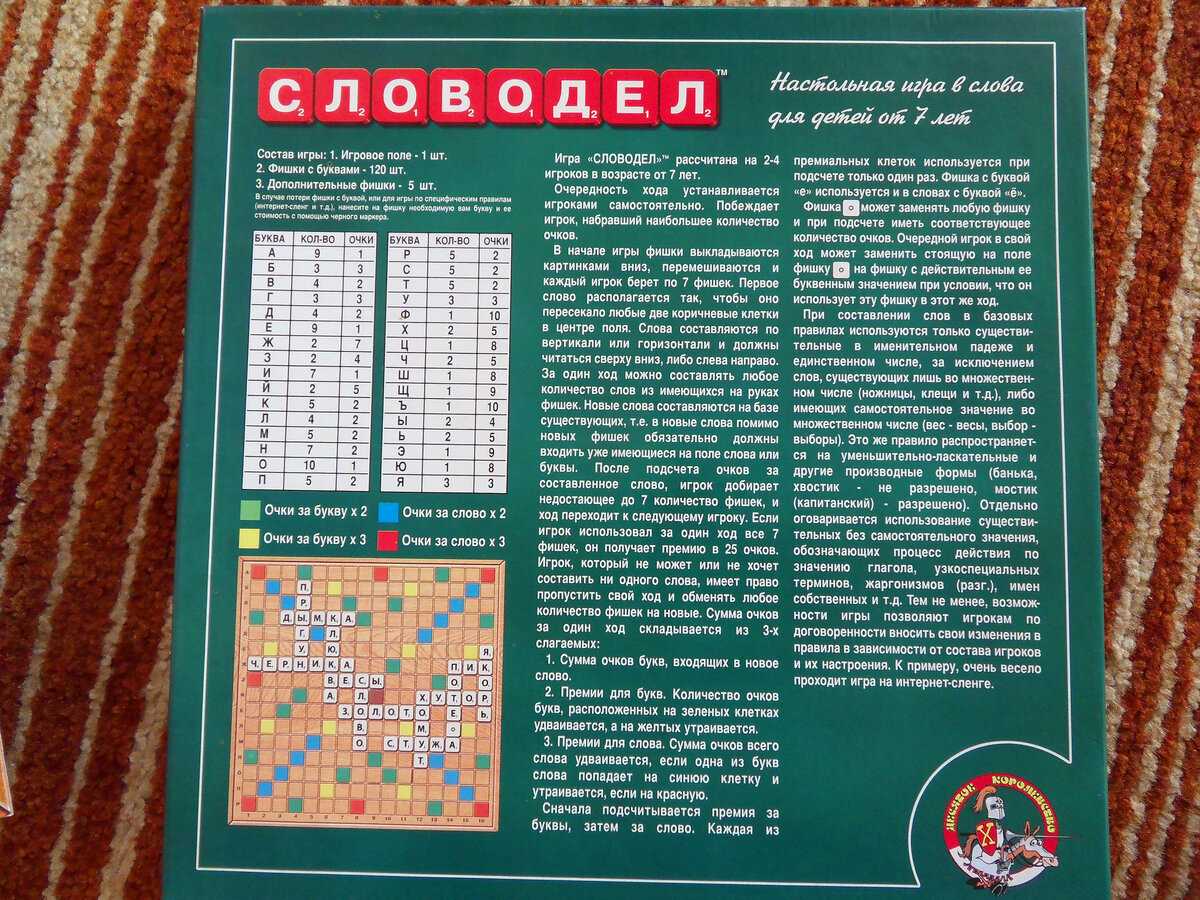 СЛОВОДЕЛ™
Настольная игра в слова
для детей от 7 лет
Состав игры: 1. Игровое поле - 1 шт.
2. Фишки с буквами - 120 шт.
3. Дополнительные фишки - 5 шт.
В случае потери фишки с буквой, или для игры по специфическим правилам
(интернет-сленг и т.д.), нанесите на фишку необходимую вам букву и ее
стоимость с помощью черного маркера.
БУКВА КОЛ-ВО ОЧКИ
А 9 1
Б 3 3
В 4 2
Г 3 3
Д 4 2
Е 9 1
Ж 2 7
З 2 4
И 7 1
Й 2 5
К 5 2
Л 4 2
М 5 2
Н 7 2
О 10 1
П 5 2
БУКВА КОЛ-ВО ОЧКИ
Р 5 2
С 5 2
Т 5 2
У 3 3
Ф 1 10
Х 2 5
Ц 1 8
Ч 2 5
Ш 1 8
Щ 1 9
Ъ 1 10
Ы 2 4
Ь 2 5
Э 1 9
Ю 1 8
Я 3 3
Очки за букву х 2
Очки за слово х 2
Очки за букву х 3
Очки за слово х 3
Игра «СЛОВОДЕЛ»™ рассчитана на 2-4
игроков в возрасте от 7 лет.
Очередность хода устанавливается
игроками самостоятельно. Побеждает
игрок, набравший наибольшее количество
очков.
В начале игры фишки выкладываются
картинками вниз, перемешиваются и
каждый игрок берет по 7 фишек. Первое
слово располагается так, чтобы оно
пересекало любые две коричневые клетки
в центре поля. Слова составляются по
вертикали или горизонтали и должны
читаться сверху вниз, либо слева направо.
За один ход можно составлять любое
количество слов из имеющихся на руках
фишек. Новые слова составляются на базе
существующих, т.е. в новые слова помимо
новых фишек обязательно должны
входить уже имеющиеся на поле слова или
буквы. После подсчета очков за
составленное слово, игрок добирает
недостающее до 7 количество фишек, и
ход переходит к следующему игроку. Если
игрок использовал за один ход все 7
фишек, он получает премию в 25 очков.
Игрок, который не может или не хочет
составить ни одного слова, имеет право
пропустить свой ход и обменять любое
количество фишек на новые. Сумма очков
за один ход складывается из 3-х
слагаемых:
1. Сумма очков букв, входящих в новое
слово.
2. Премии для букв. Количество очков
букв, расположенных на зеленых клетках
удваивается, а на желтых утраивается.
3. Премии для слова. Сумма очков всего
слова удваивается, если одна из букв
слова попадает на синюю клетку и
утраивается, если на красную.
Сначала подсчитывается премия за
буквы, затем за слово. Каждая из
премиальных клеток используется при
подсчете только один раз. Фишка с буквой
«е» используется и в словах с буквой «ё».
Фишка может заменять любую фишку
и при подсчете иметь соответствующее
количество очков. Очередной игрок в свой
ход может заменить стоящую на поле
фишку на фишку с действительным ее
буквенным значением при условии, что он
использует эту фишку в этот же ход.
При составлении слов в базовых
правилах используются только существи-
тельные в именительном падеже и
единственном числе, за исключением
слов, существующих лишь во множествен-
ном числе (ножницы, клещи и т.д.), либо
имеющих самостоятельное значение во
множественном числе (вес - весы, выбор -
выборы). Это же правило распространяет-
ся на уменьшительно-ласкательные и
другие производные формы (банька,
хвостик - не разрешено, мостик
(капитанский) - разрешено). Отдельно
оговаривается использование существи-
тельных без самостоятельного значения,
обозначающих процесс действия по
значению глагола, узкоспециальных
терминов, жаргонизмов (разг.), имен
собственных и т.д. Тем не менее, возмож-
ности игры позволяют игрокам по
договоренности вносить свои изменения в
правила в зависимости от состава игроков
и их настроения. К примеру, очень весело
проходит игра на интернет-сленге.
ДЫМКА
ЧЕРНИКА
ПИК
ВЕСЫ
ХУТОР
ЗОЛОТО
СТУЖА
ДЕСЯТОЕ КОРОЛЕВСТВО